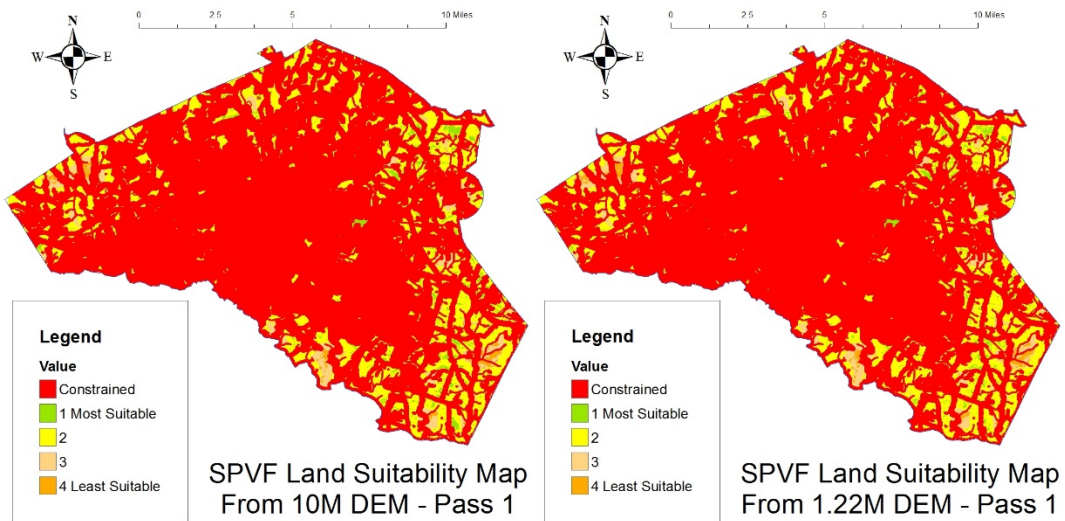 0 2.5 5 10 Miles
N
W E
S
Legend
Value
Constrained
1 Most Suitable
2
3
4 Least Suitable
SPVF Land Suitability Map
From 10M DEM - Pass 1
0 2.5 5 10 Miles
N
W E
S
Legend
Value
Constrained
1 Most Suitable
2
3
4 Least Suitable
SPVF Land Suitability Map
From 1.22M DEM - Pass 1